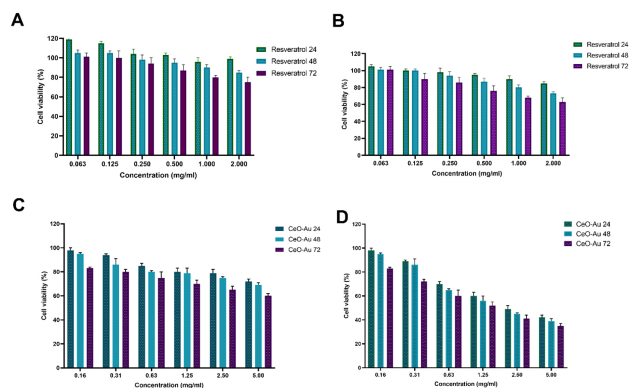 A
Cell viability (%)
120
100
80
60
40
20
0
0.063 0.125 0.250 0.500 1.000 2.000
Concentration (mg/ml)
Resveratrol 24
Resveratrol 48
Resveratrol 72
B
Cell viability (%)
120
100
80
60
40
20
0
0.063 0.125 0.250 0.500 1.000 2.000
Concentration (mg/ml)
Resveratrol 24
Resveratrol 48
Resveratrol 72
C
Cell viability (%)
120
100
80
60
40
20
0
0.16 0.31 0.63 1.25 2.50 5.00
Concentration (mg/ml)
CeO-Au 24
CeO-Au 48
CeO-Au 72
D
Cell viability (%)
120
100
80
60
40
20
0
0.16 0.31 0.63 1.25 2.50 5.00
Concentration (mg/ml)
CeO-Au 24
CeO-Au 48
CeO-Au 72